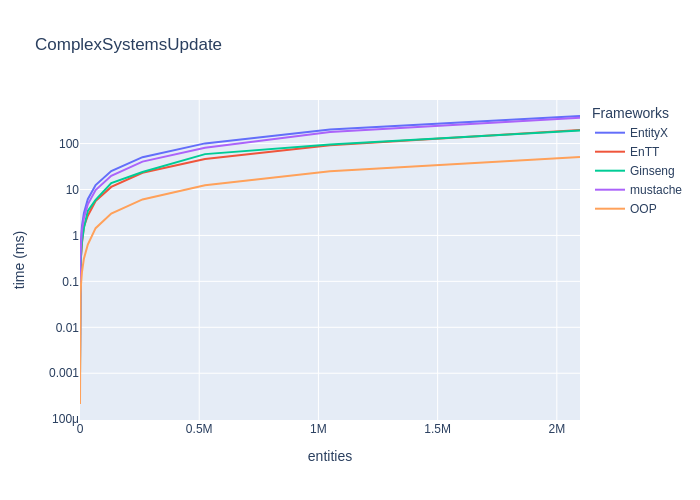 ComplexSystemsUpdate
Frameworks
EntityX
EnTT
Ginseng
mustache
OOP
time (ms)
100
10
1
0.1
0.01
0.001
100μ
0
0.5M
1M
1.5M
2M
entities